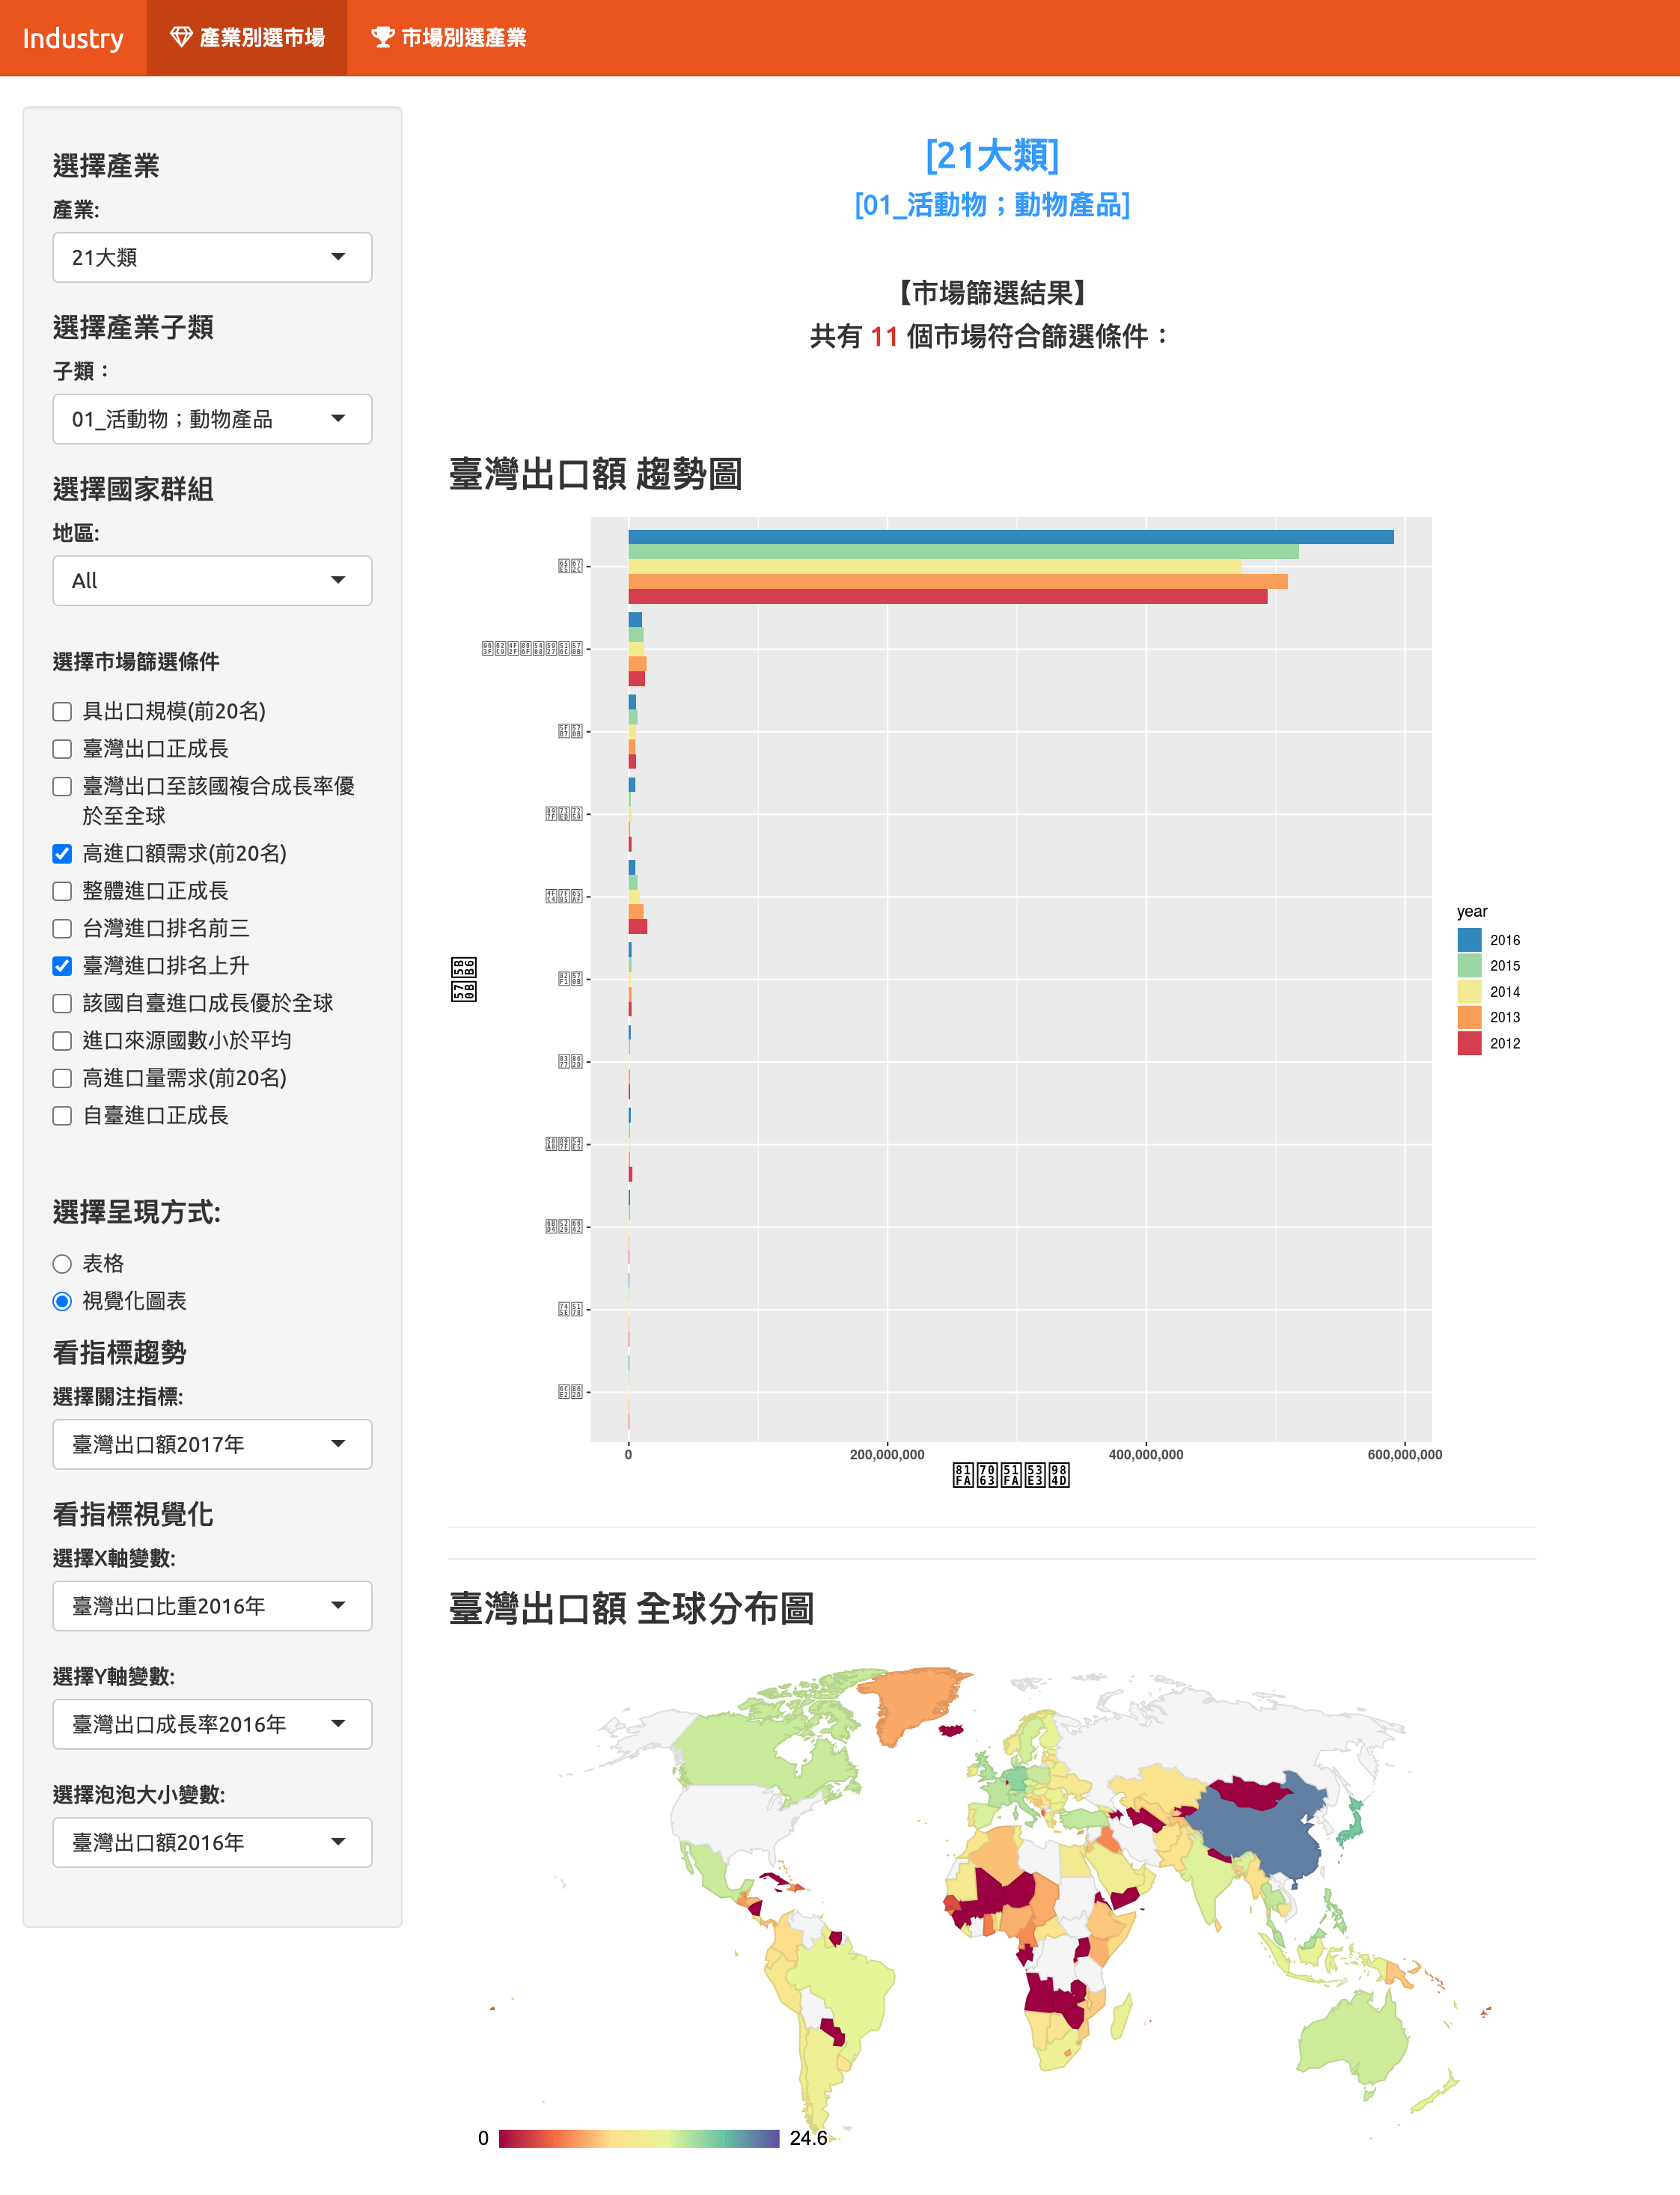 Industry
產業別選市場
市場別選產業
選擇產業
產業:
21大類
選擇產業子類
子類：
01_活動物；動物產品
選擇國家群組
地區:
All
選擇市場篩選條件
具出口規模(前20名)
臺灣出口正成長
臺灣出口至該國複合成長率優
於至全球
高進口額需求(前20名)
整體進口正成長
台灣進口排名前三
臺灣進口排名上升
該國自臺進口成長優於全球
進口來源國數小於平均
高進口量需求(前20名)
自臺進口正成長
選擇呈現方式:
表格
視覺化圖表
看指標趨勢
選擇關注指標:
臺灣出口額2017年
看指標視覺化
選擇X軸變數:
臺灣出口比重2016年
選擇Y軸變數:
臺灣出口成長率2016年
選擇泡泡大小變數:
臺灣出口額2016年
[21大類]
[01_活動物；動物產品]
【市場篩選結果】
共有 11 個市場符合篩選條件：
臺灣出口額 趨勢圖
year
2016
2015
2014
2013
2012
0 200,000,000 400,000,000 600,000,000
臺灣出口額 全球分布圖
0 24.6